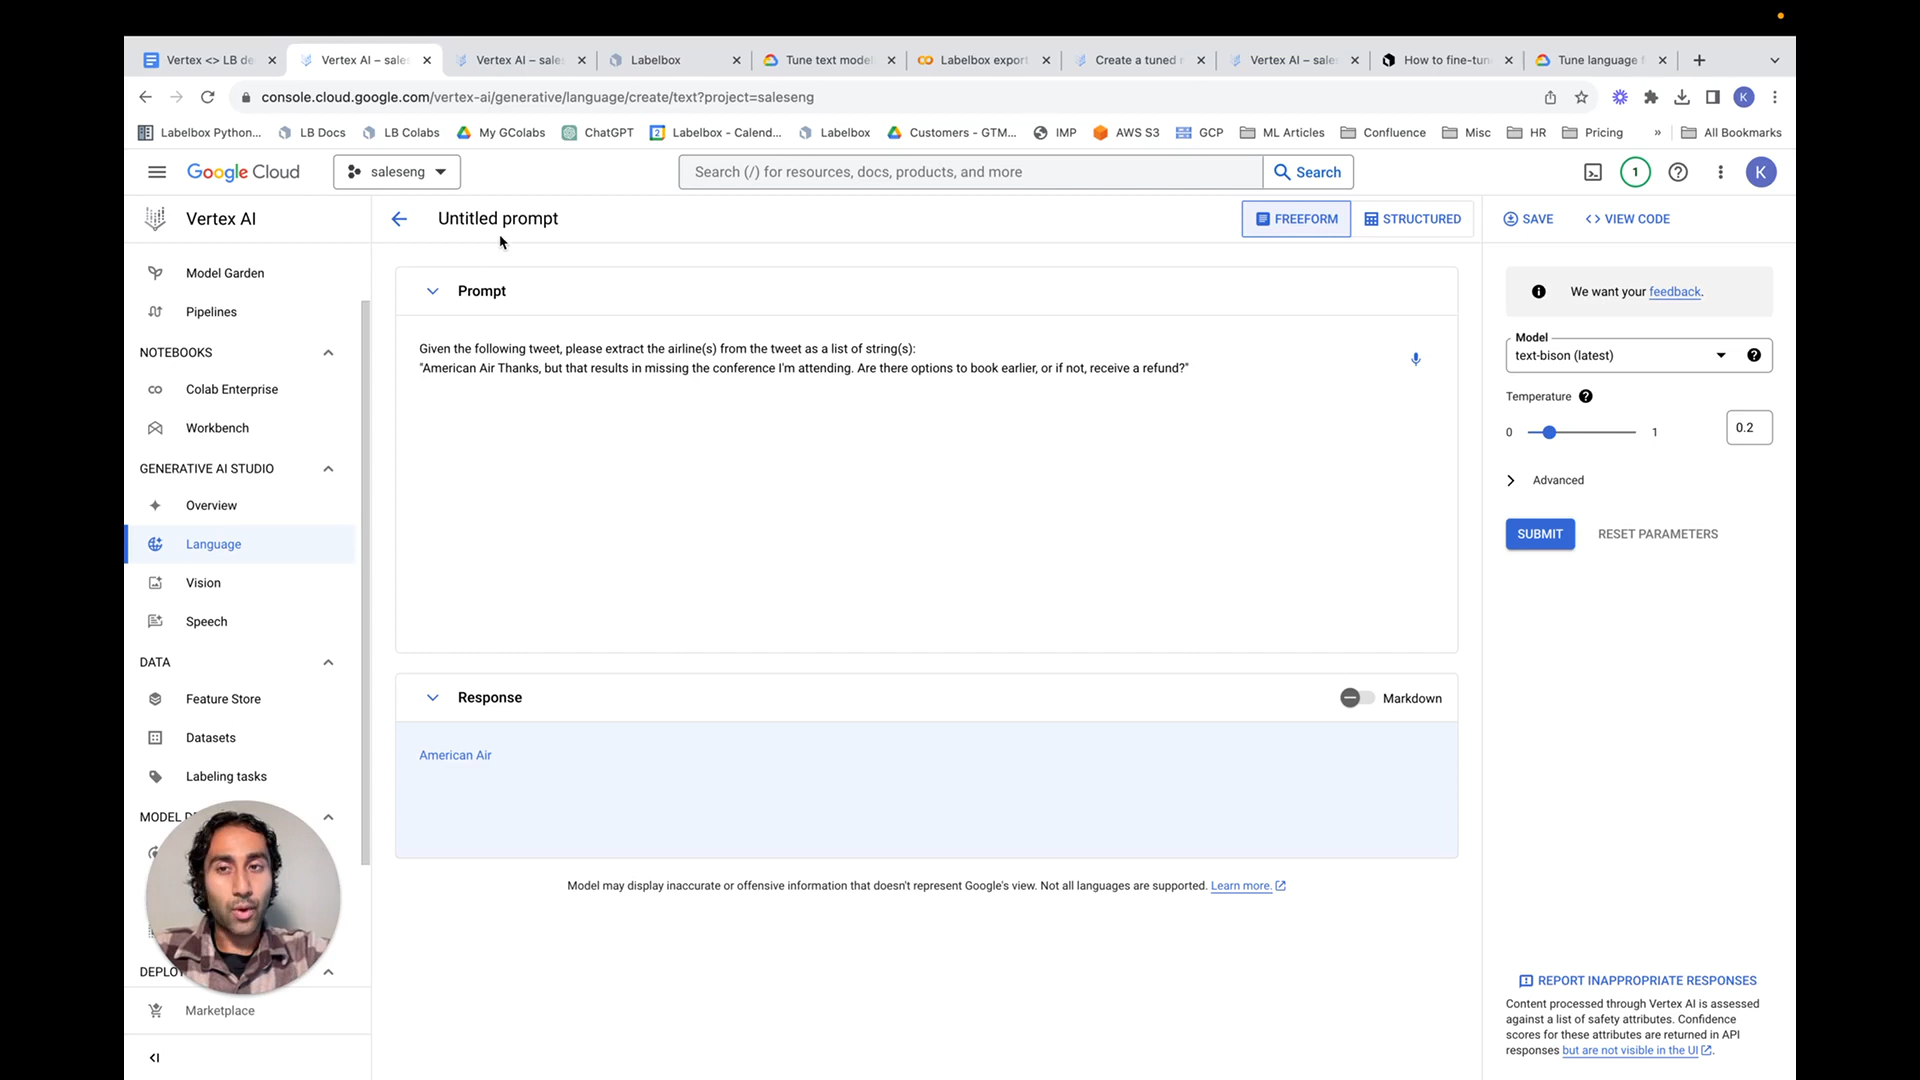 Vertex <> LB de
Vertex AI – sale
Vertex AI – sale
Labelbox
Tune text model
Labelbox export
Create a tuned
Vertex AI – sale
How to fine-tun
Tune language f
console.cloud.google.com/vertex-ai/generative/language/create/text?project=saleseng
K
Labelbox Python...
LB Docs
LB Colabs
My GColabs
ChatGPT
Labelbox - Calend...
Labelbox
Customers - GTM...
IMP
AWS S3
GCP
ML Articles
Confluence
Misc
HR
Pricing
»
All Bookmarks
Google Cloud
saleseng
Search (/) for resources, docs, products, and more
Search
1
K
Vertex AI
Untitled prompt
FREEFORM
STRUCTURED
SAVE
<> VIEW CODE
Model Garden
Pipelines
NOTEBOOKS
Colab Enterprise
Workbench
GENERATIVE AI STUDIO
Overview
Language
Vision
Speech
DATA
Feature Store
Datasets
Labeling tasks
MODEL D
DEPLO
Marketplace
Prompt
Given the following tweet, please extract the airline(s) from the tweet as a list of string(s):
"American Air Thanks, but that results in missing the conference I'm attending. Are there options to book earlier, or if not, receive a refund?"
Response
Markdown
American Air
Model may display inaccurate or offensive information that doesn't represent Google's view. Not all languages are supported. Learn more.
We want your feedback.
Model
text-bison (latest)
Temperature
0
1
0.2
Advanced
SUBMIT
RESET PARAMETERS
REPORT INAPPROPRIATE RESPONSES
Content processed through Vertex AI is assessed
against a list of safety attributes. Confidence
scores for these attributes are returned in API
responses but are not visible in the UI.